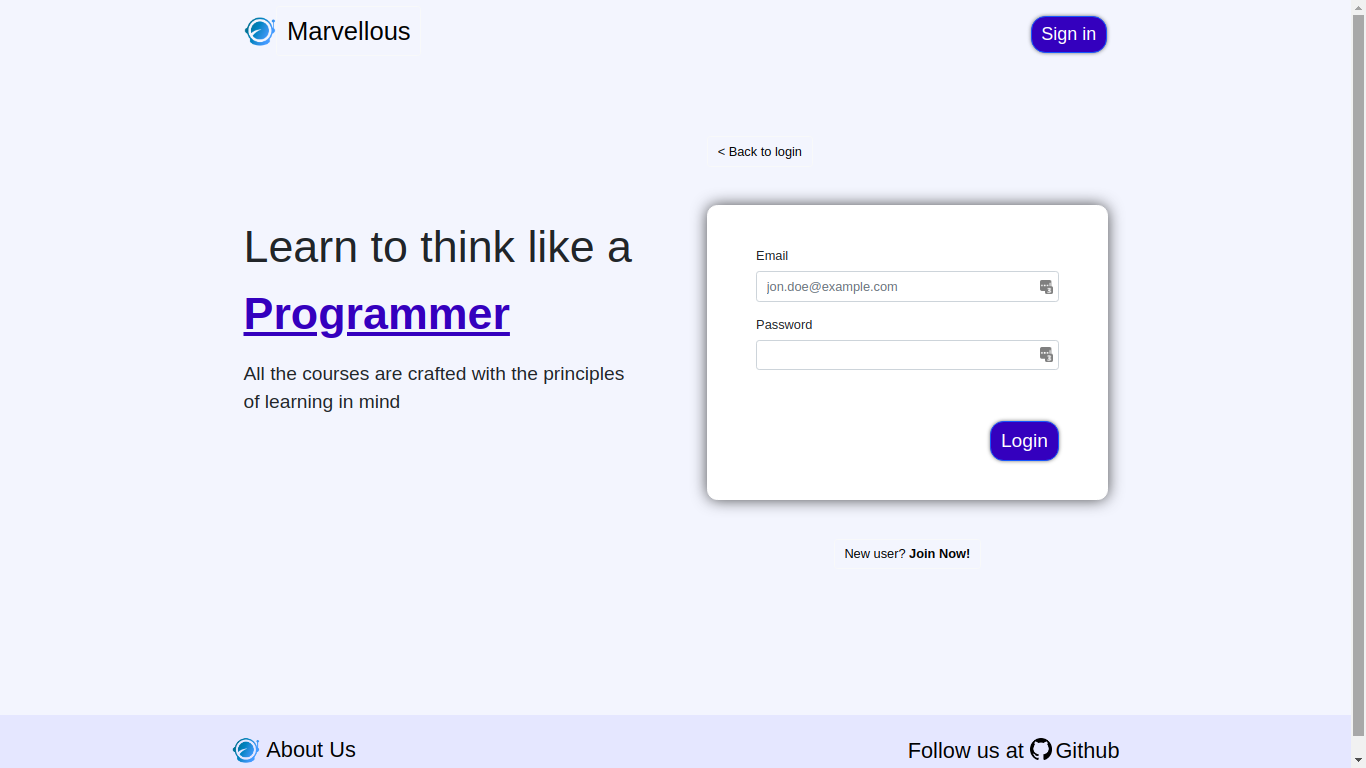 Marvellous
Sign in
< Back to login
Learn to think like a
Programmer
All the courses are crafted with the principles
of learning in mind
Email
jon.doe@example.com
Password
Login
New user? Join Now!
About Us
Follow us at Github